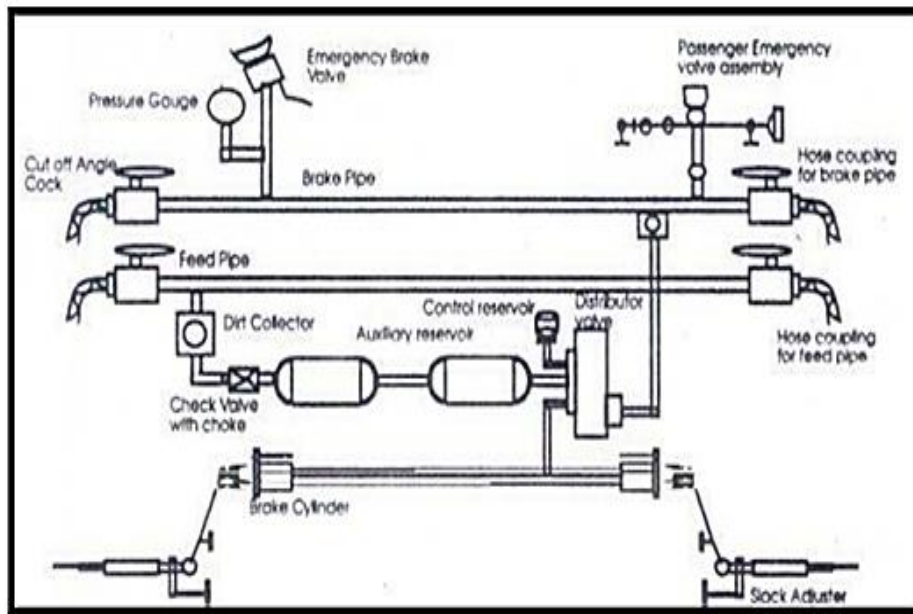 Emergency Brake
Valve
Passenger Emergency
valve assembly
Pressure Gauge
Cut off Angle
Cock
Brake Pipe
Hose coupling
for brake pipe
Feed Pipe
Control reservoir
Distributor
valve
Dirt Collector
Auxiliary reservoir
Hose coupling
for feed pipe
Check Valve
with choke
Brake Cylinder
Slack Adjuster